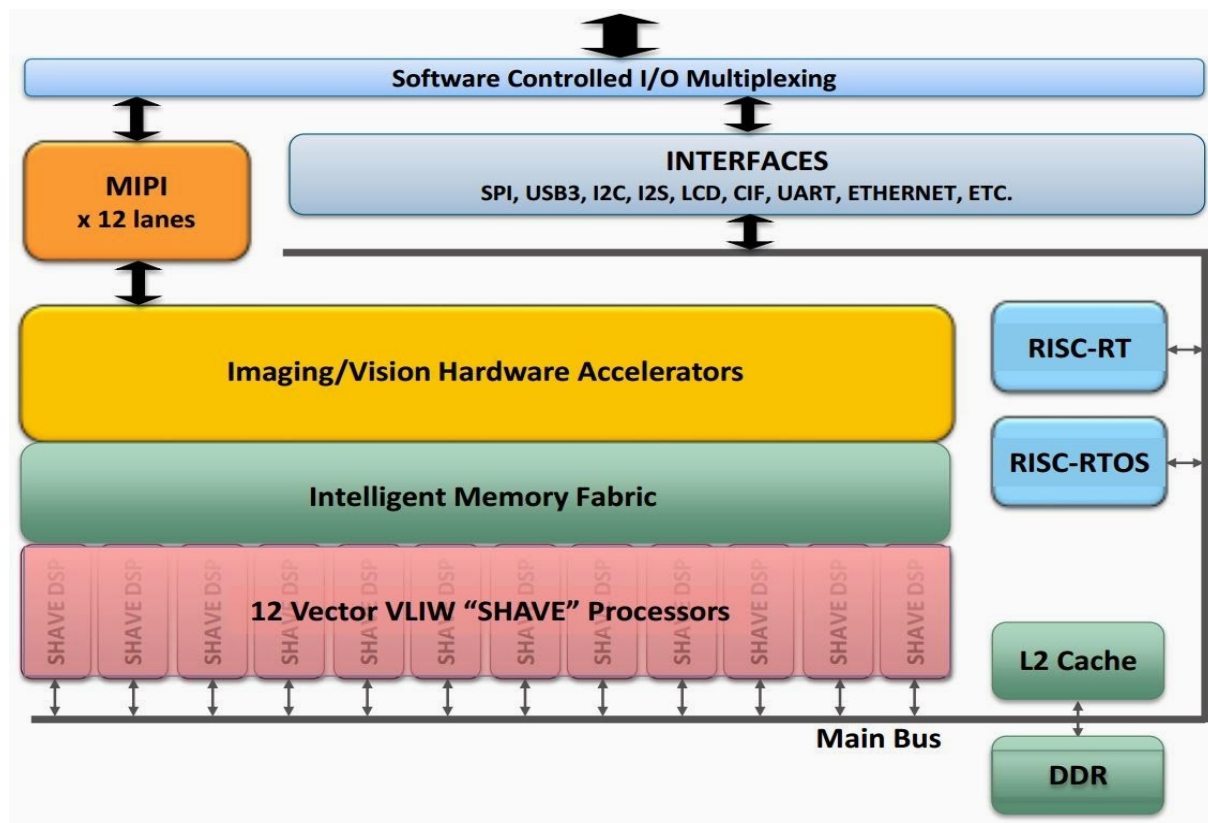 Software Controlled I/O Multiplexing
MIPI
x 12 lanes
INTERFACES
SPI, USB3, I2C, I2S, LCD, CIF, UART, ETHERNET, ETC.
Imaging/Vision Hardware Accelerators
RISC-RT
RISC-RTOS
Intelligent Memory Fabric
SHAVE DSP
SHAVE DSP
SHAVE DSP
SHAVE DSP
SHAVE DSP
SHAVE DSP
SHAVE DSP
SHAVE DSP
SHAVE DSP
SHAVE DSP
SHAVE DSP
SHAVE DSP
12 Vector VLIW “SHAVE” Processors
L2 Cache
Main Bus
DDR